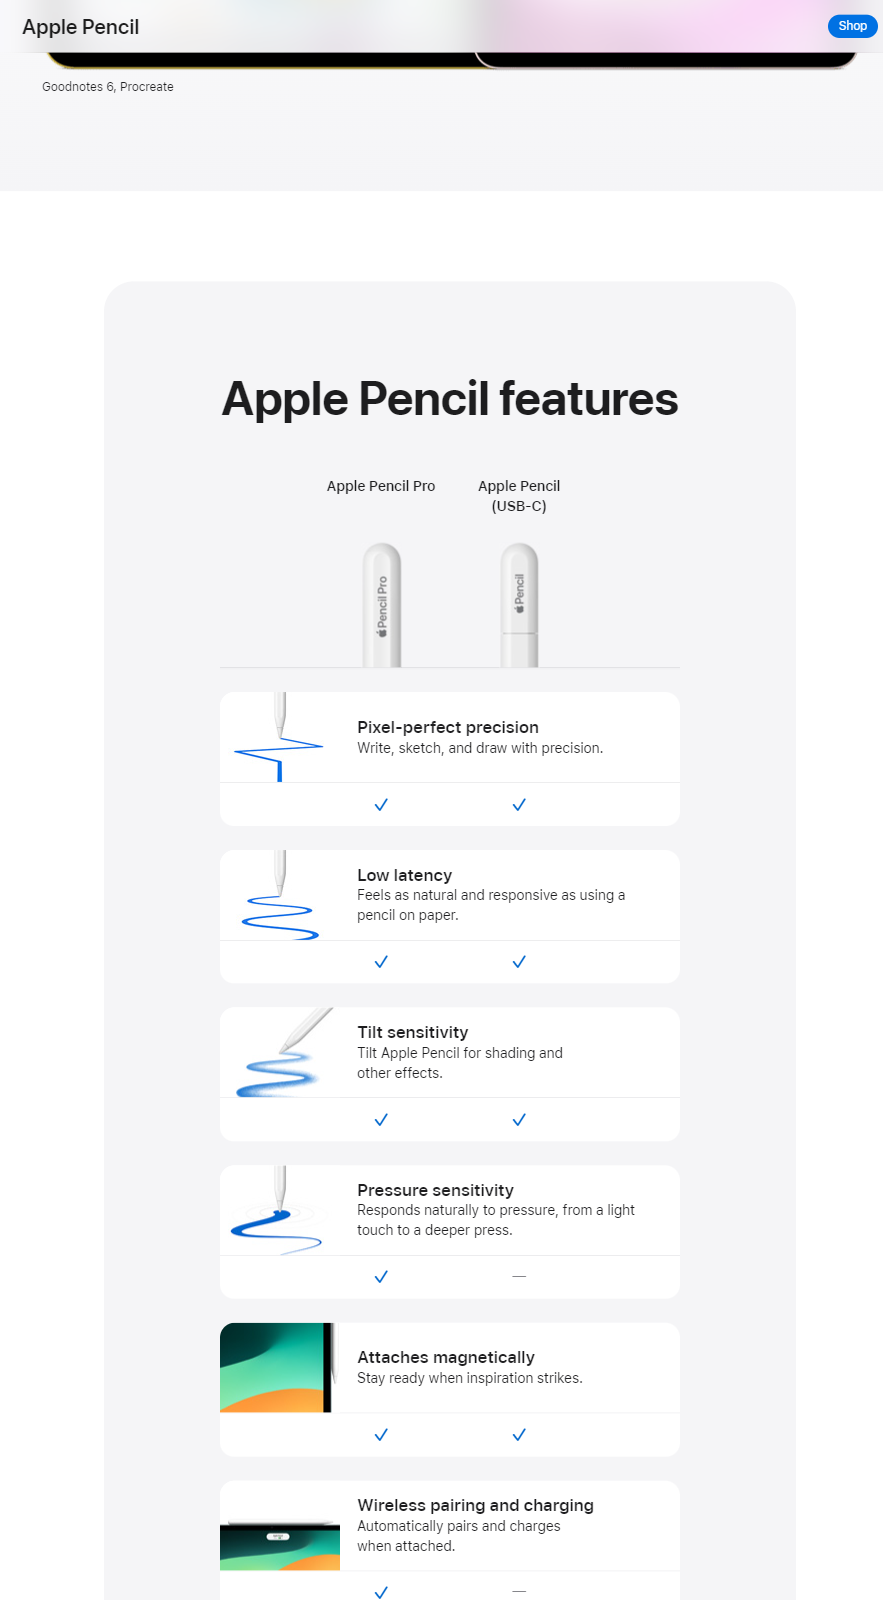 Apple Pencil
Shop
Goodnotes 6, Procreate
Apple Pencil features
Apple Pencil Pro
Apple Pencil
(USB-C)
Pencil Pro
Pencil
Pixel-perfect precision
Write, sketch, and draw with precision.
Low latency
Feels as natural and responsive as using a
pencil on paper.
Tilt sensitivity
Tilt Apple Pencil for shading and
other effects.
Pressure sensitivity
Responds naturally to pressure, from a light
touch to a deeper press.
Attaches magnetically
Stay ready when inspiration strikes.
Wireless pairing and charging
Automatically pairs and charges
when attached.